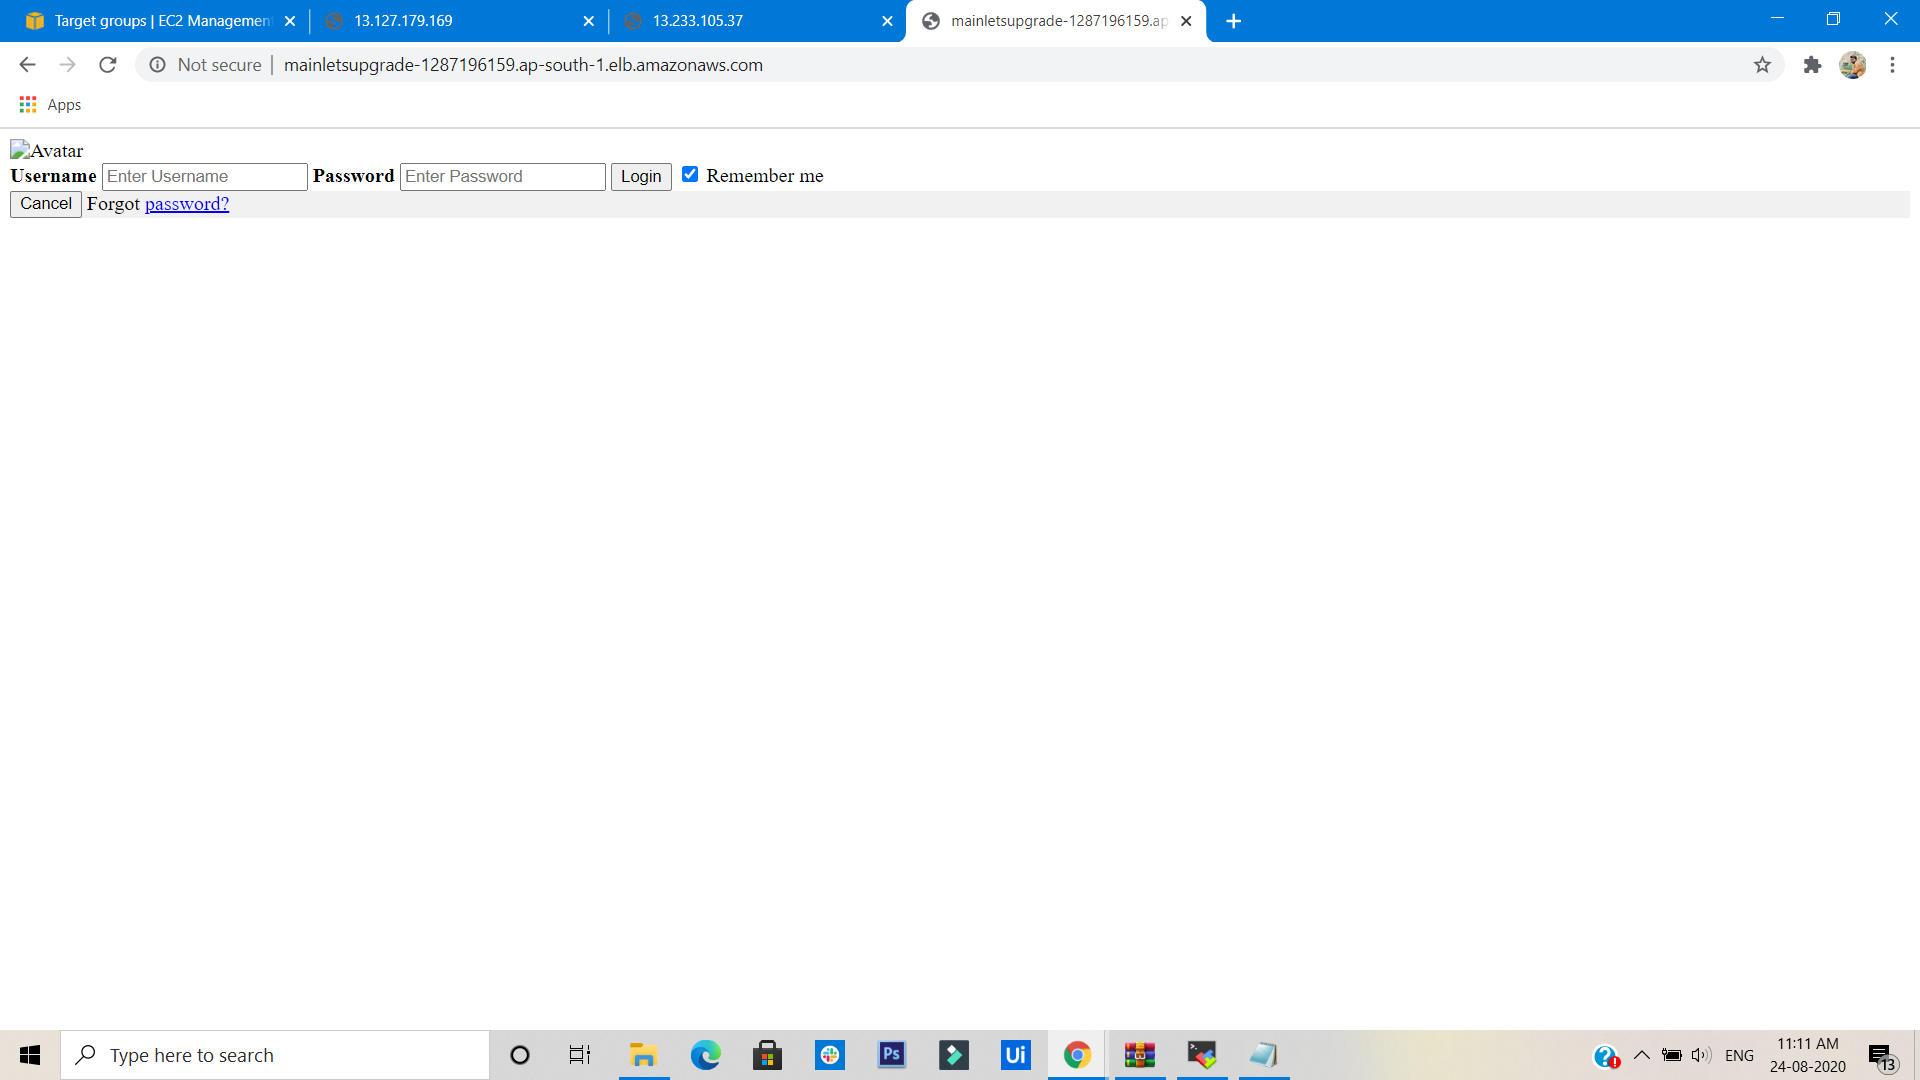 Target groups | EC2 Managemen
13.127.179.169
13.233.105.37
mainletsupgrade-1287196159.ap
Not secure
mainletsupgrade-1287196159.ap-south-1.elb.amazonaws.com
Apps
Avatar
Username Enter Username Password Enter Password Login Remember me
Cancel Forgot password?
Type here to search
Ps
Ui
ENG
11:11 AM
24-08-2020
13